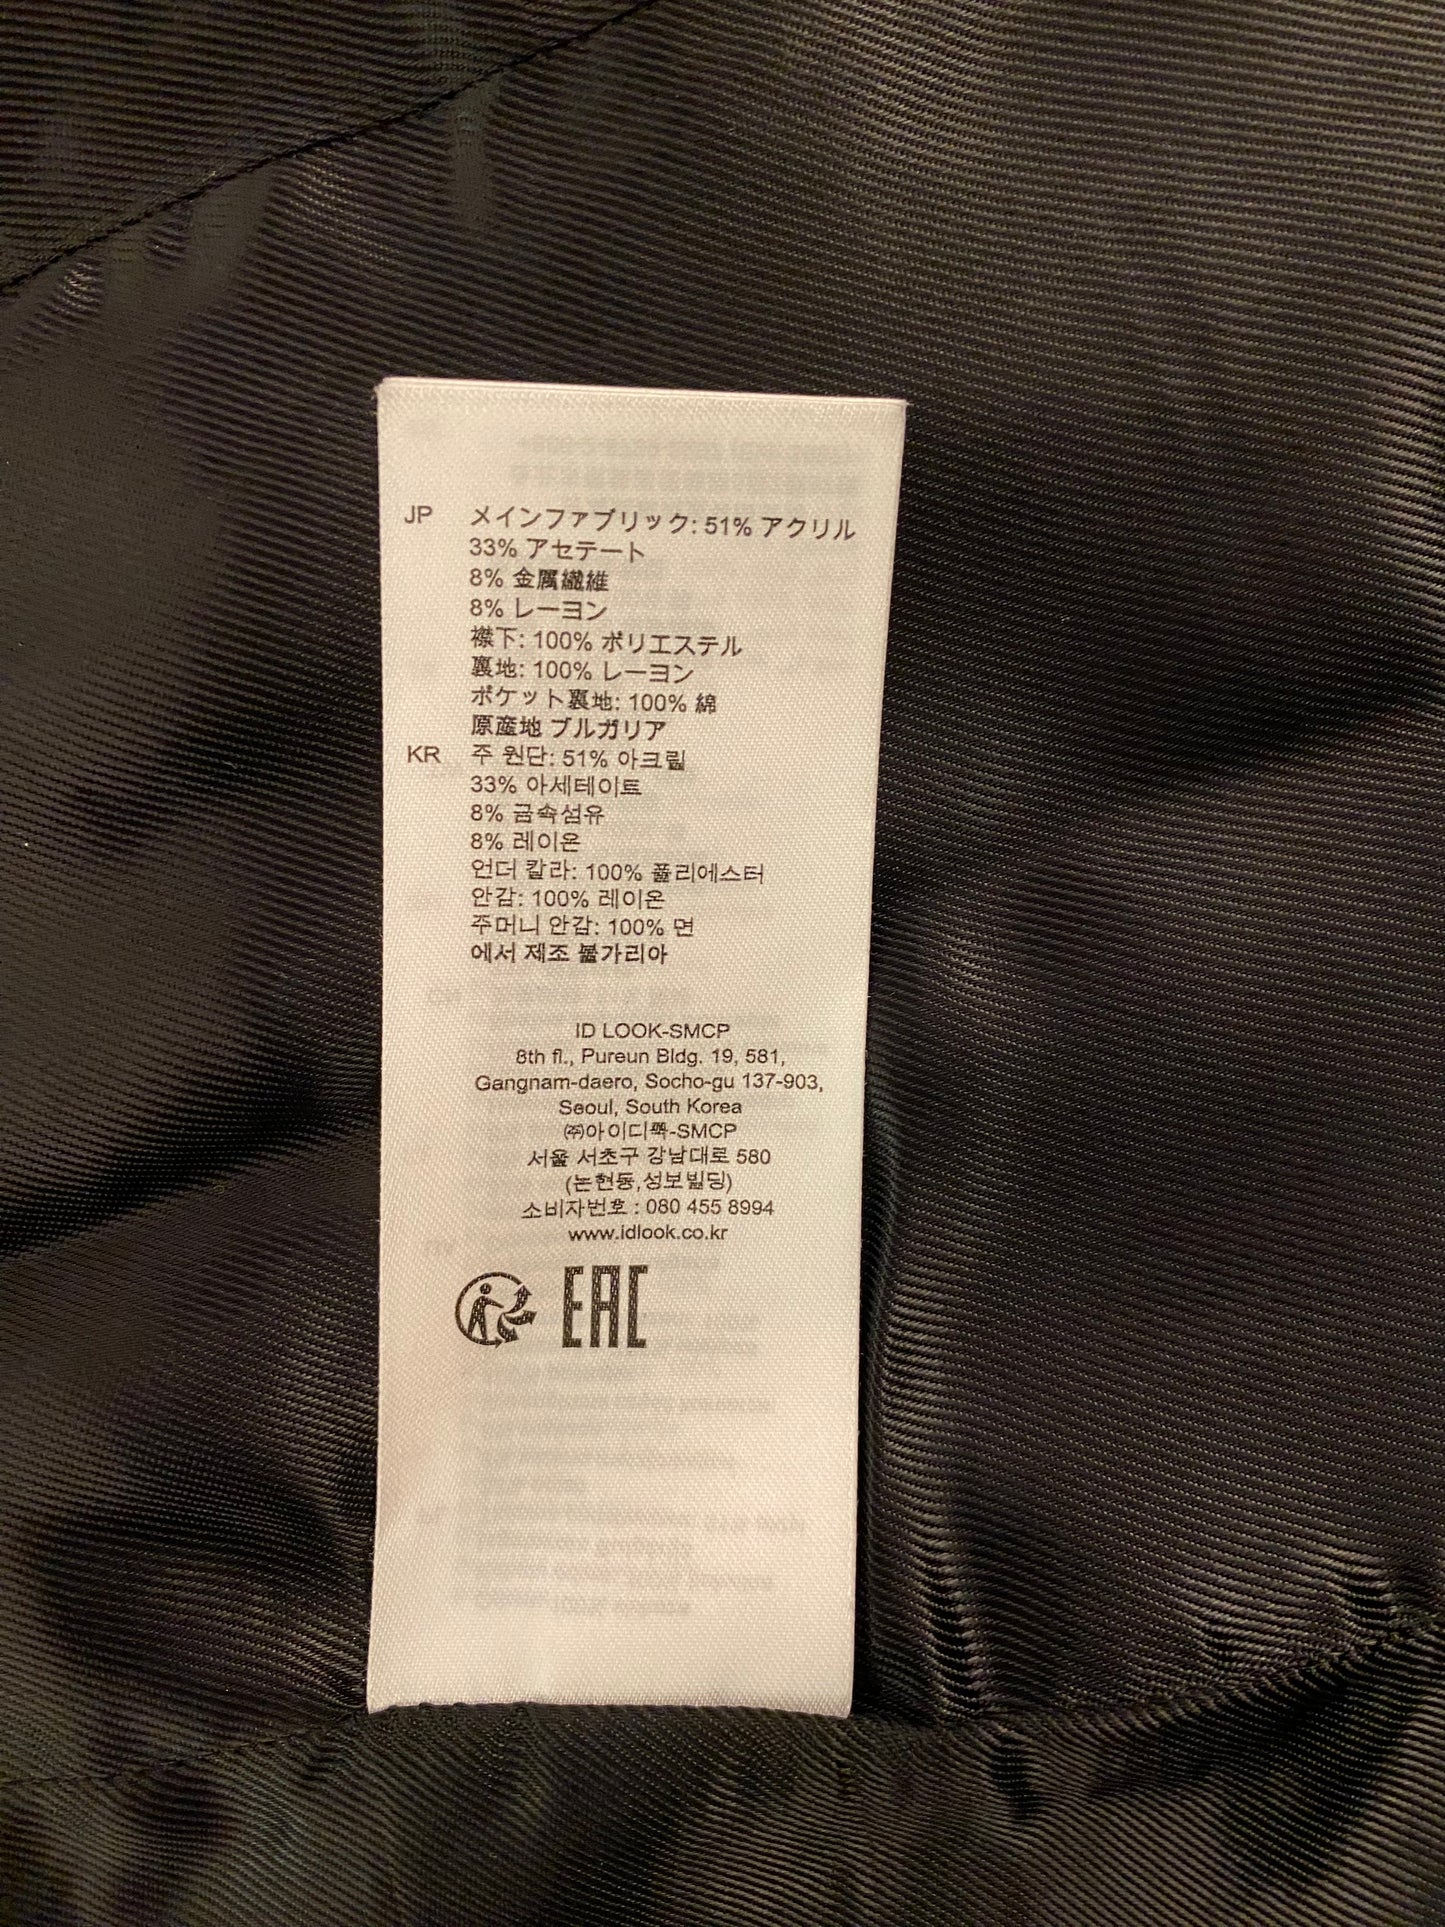 JP メインファブリック: 51% アクリル
33% アセテート
8% 金属繊維
8% レーヨン
襟下: 100% ポリエステル
裏地: 100% レーヨン
ポケット裏地: 100% 綿
原産地 ブルガリア
KR 주 원단: 51% 아크릴
33% 아세테이트
8% 금속섬유
8% 레이온
언더 칼라: 100% 폴리에스터
안감: 100% 레이온
주머니 안감: 100% 면
에서 제조 불가리아
ID LOOK-SMCP
8th fl., Pureun Bldg. 19, 581,
Gangnam-daero, Socho-gu 137-903,
Seoul, South Korea
㈜아이디룩-SMCP
서울 서초구 강남대로 580
(논현동,성보빌딩)
소비자번호 : 080 455 8994
www.idlook.co.kr
EAC